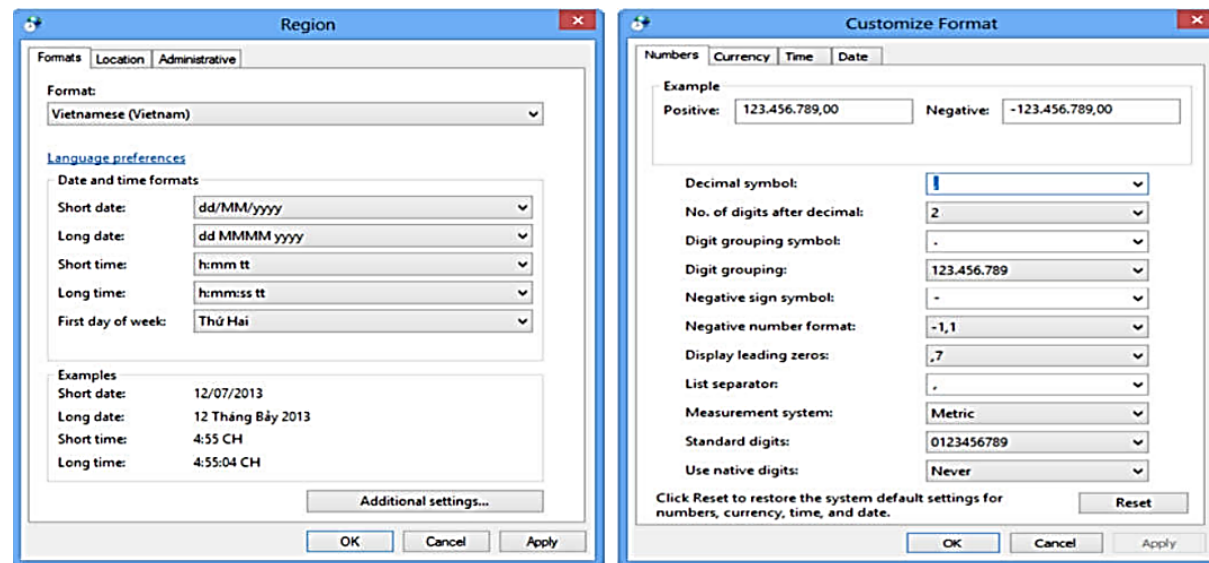 Region
Formats Location Administrative
Format:
Vietnamese (Vietnam)
Language preferences
Date and time formats
Short date: dd/MM/yyyy
Long date: dd MMMM yyyy
Short time: h:mm tt
Long time: h:mm:ss tt
First day of week: Thứ Hai
Examples
Short date: 12/07/2013
Long date: 12 Tháng Bảy 2013
Short time: 4:55 CH
Long time: 4:55:04 CH
Additional settings...
OK Cancel Apply
Customize Format
Numbers Currency Time Date
Example
Positive: 123.456.789,00 Negative: -123.456.789,00
Decimal symbol:
No. of digits after decimal: 2
Digit grouping symbol: .
Digit grouping: 123.456.789
Negative sign symbol: -
Negative number format: -1,1
Display leading zeros: ,7
List separator: ,
Measurement system: Metric
Standard digits: 0123456789
Use native digits: Never
Click Reset to restore the system default settings for
numbers, currency, time, and date.
Reset
OK Cancel Apply